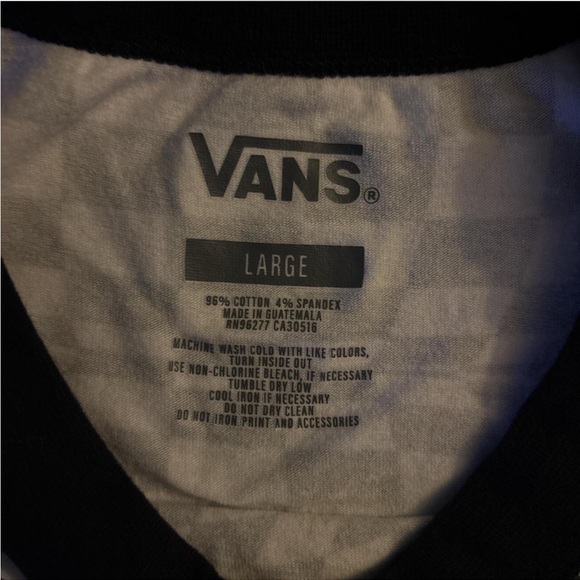 VANS®
LARGE
96% COTTON 4% SPANDEX
MADE IN GUATEMALA
RN96277 CA30516
MACHINE WASH COLD WITH LIKE COLORS,
TURN INSIDE OUT
USE NON-CHLORINE BLEACH, IF NECESSARY
TUMBLE DRY LOW
COOL IRON IF NECESSARY
DO NOT DRY CLEAN
DO NOT IRON PRINT AND ACCESSORIES